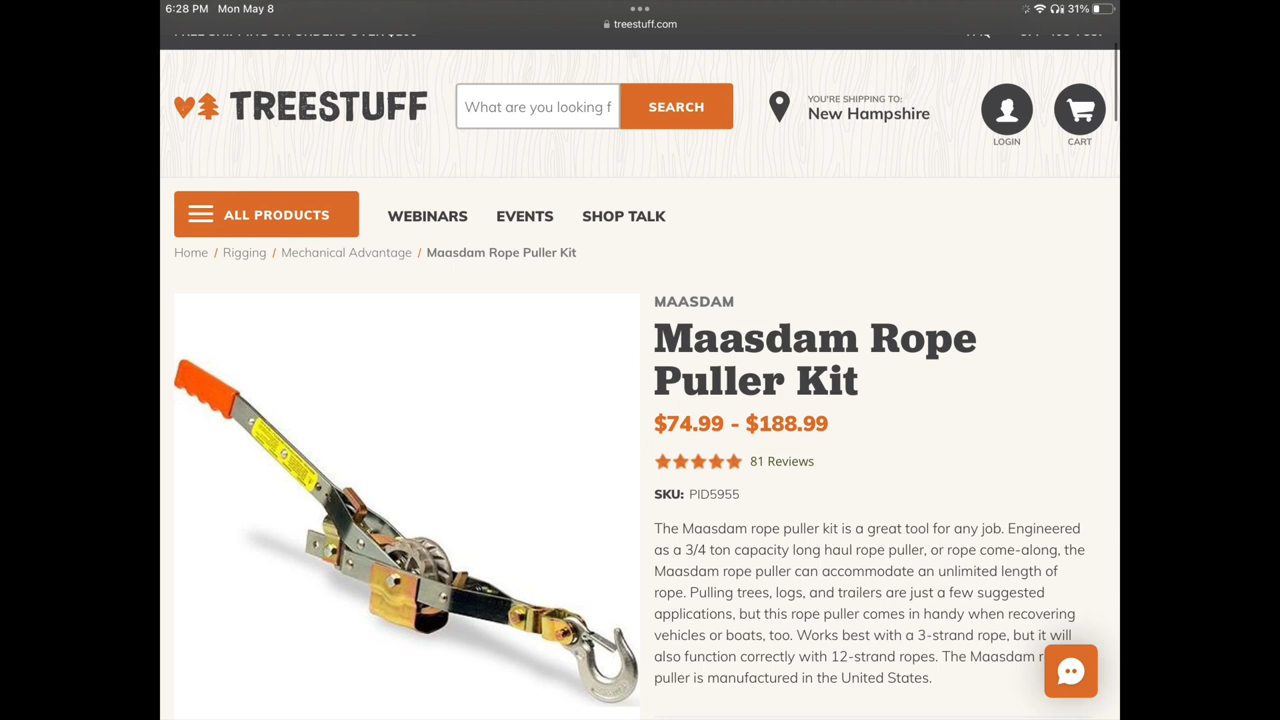 6:28 PM Mon May 8
31%
treestuff.com
TREESTUFF
What are you looking f
SEARCH
YOU'RE SHIPPING TO:
New Hampshire
LOGIN
CART
ALL PRODUCTS
WEBINARS
EVENTS
SHOP TALK
Home / Rigging / Mechanical Advantage / Maasdam Rope Puller Kit
MAASDAM
Maasdam Rope
Puller Kit
$74.99 - $188.99
81 Reviews
SKU: PID5955
The Maasdam rope puller kit is a great tool for any job. Engineered
as a 3/4 ton capacity long haul rope puller, or rope come-along, the
Maasdam rope puller can accommodate an unlimited length of
rope. Pulling trees, logs, and trailers are just a few suggested
applications, but this rope puller comes in handy when recovering
vehicles or boats, too. Works best with a 3-strand rope, but it will
also function correctly with 12-strand ropes. The Maasdam
puller is manufactured in the United States.